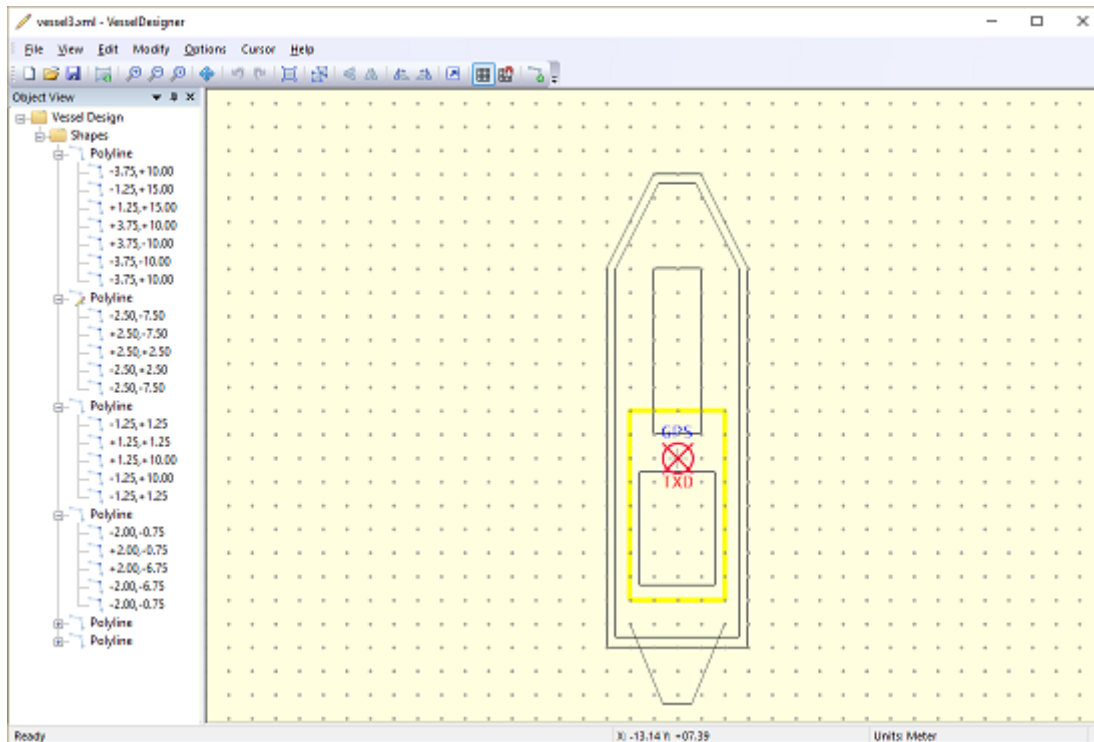 vessel3.xml - VesselDesigner
File View Edit Modify Options Cursor Help
Object View
Vessel Design
Shapes
Polyline
-3.75,+10.00
-1.25,+15.00
+1.25,+15.00
+3.75,+10.00
+3.75,-10.00
-3.75,-10.00
-3.75,+10.00
Polyline
-2.50,-7.50
+2.50,-7.50
+2.50,+2.50
-2.50,+2.50
-2.50,-7.50
Polyline
-1.25,+1.25
+1.25,+1.25
+1.25,+10.00
-1.25,+10.00
-1.25,+1.25
Polyline
-2.00,-0.75
+2.00,-0.75
+2.00,-6.75
-2.00,-6.75
-2.00,-0.75
Polyline
Polyline
GPS
TXD
Ready
X: -13.14 Y: +07.39
Units: Meter